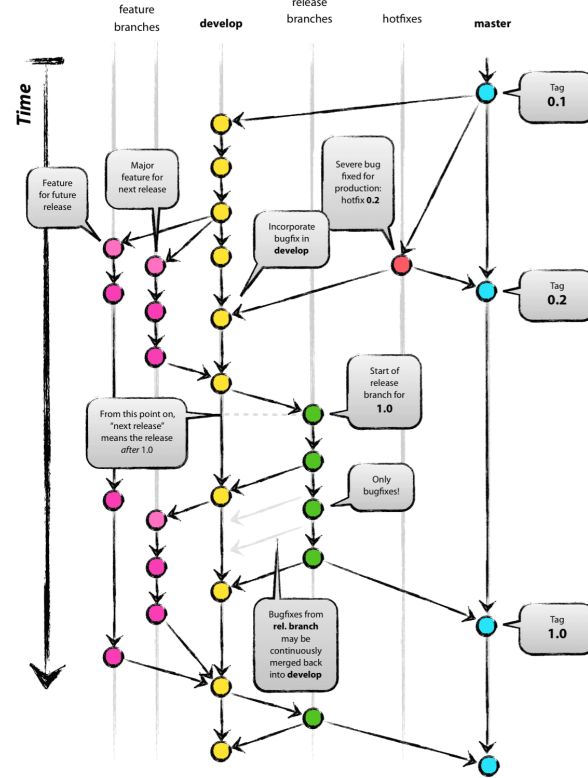 feature
branches
develop
release
branches
hotfixes
master
Time
Tag
0.1
Feature
for future
release
Major
feature for
next release
Severe bug
fixed for
production:
hotfix 0.2
Incorporate
bugfix in
develop
Tag
0.2
Start of
release
branch for
1.0
From this point on,
“next release”
means the release
after 1.0
Only
bugfixes!
Bugfixes from
rel. branch
may be
continuously
merged back
into develop
Tag
1.0